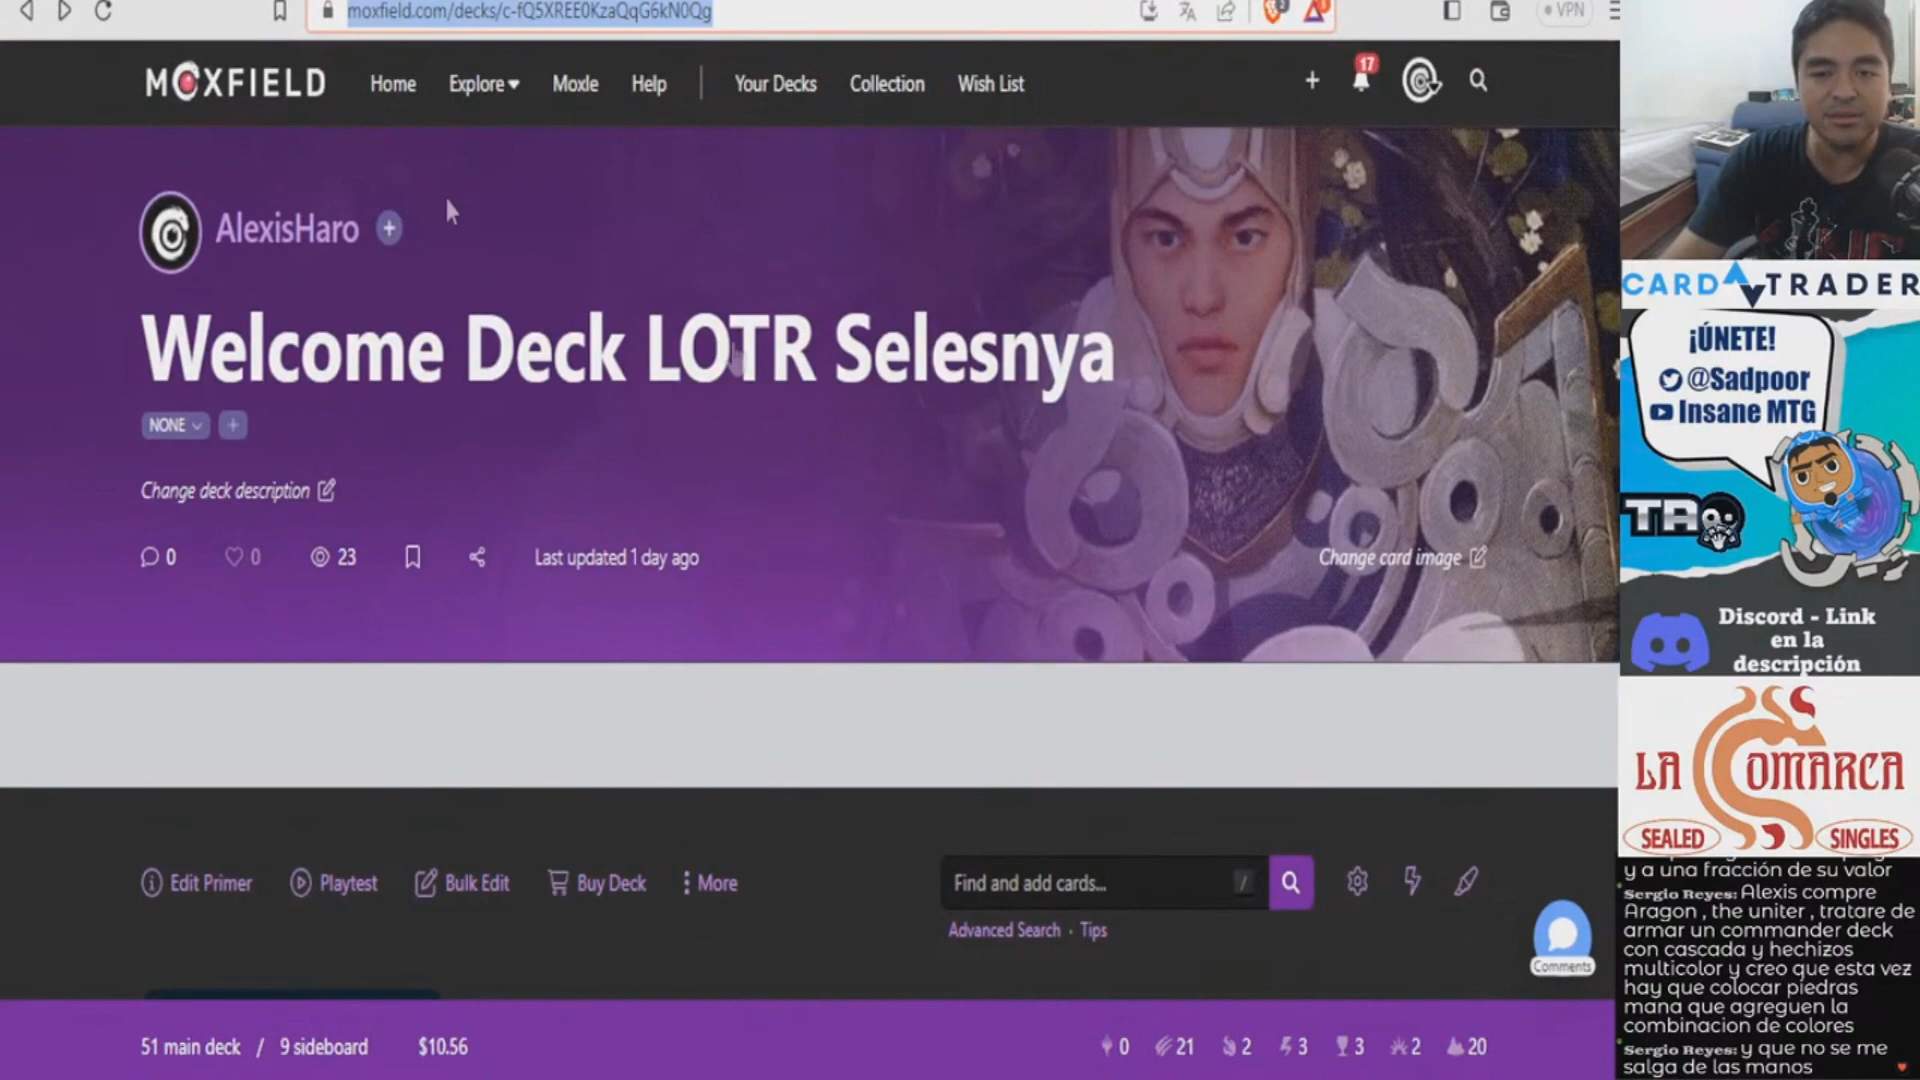 moxfield.com/decks/c-fQ5XREE0KzaQqG6kN0Qg
VPN
MOXFIELD
Home
Explore
Moxle
Help
Your Decks
Collection
Wish List
17
AlexisHaro
Welcome Deck LOTR Selesnya
NONE
Change deck description
0
0
23
Last updated 1 day ago
Change card image
Edit Primer
Playtest
Bulk Edit
Buy Deck
More
Find and add cards...
/
Advanced Search · Tips
Comments
51 main deck / 9 sideboard $10.56
0 21 2 3 3 2 20
CARD TRADER
¡ÚNETE!
@Sadpoor
Insane MTG
Discord - Link
en la
descripción
LA COMARCA
SEALED
SINGLES
y a una fracción de su valor
Sergio Reyes: Alexis compre
Aragon , the uniter , tratare de
armar un commander deck
con cascada y hechizos
multicolor y creo que esta vez
hay que colocar piedras
mana que agreguen la
combinacion de colores
Sergio Reyes: y que no se me
salga de las manos